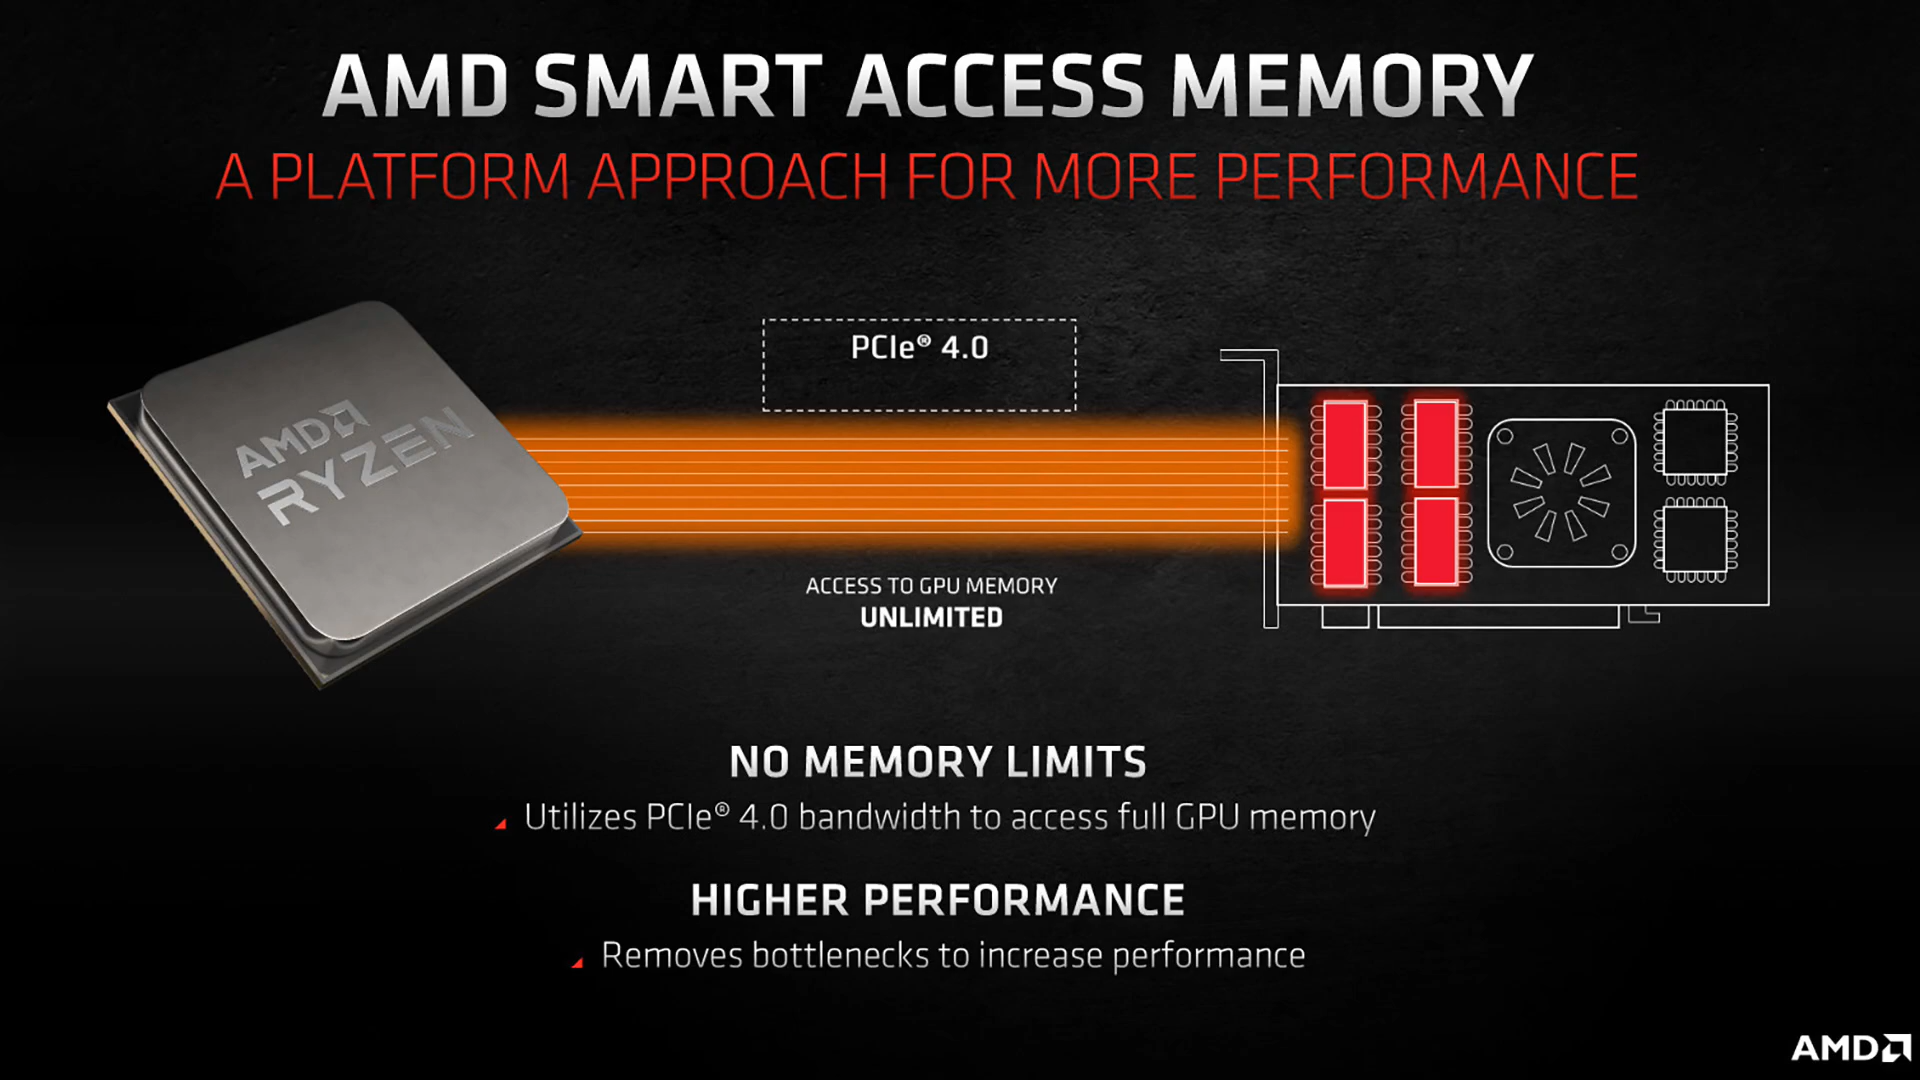 AMD SMART ACCESS MEMORY
A PLATFORM APPROACH FOR MORE PERFORMANCE
PCIe® 4.0
AMD
RYZEN
ACCESS TO GPU MEMORY
UNLIMITED
NO MEMORY LIMITS
Utilizes PCIe® 4.0 bandwidth to access full GPU memory
HIGHER PERFORMANCE
Removes bottlenecks to increase performance
AMD